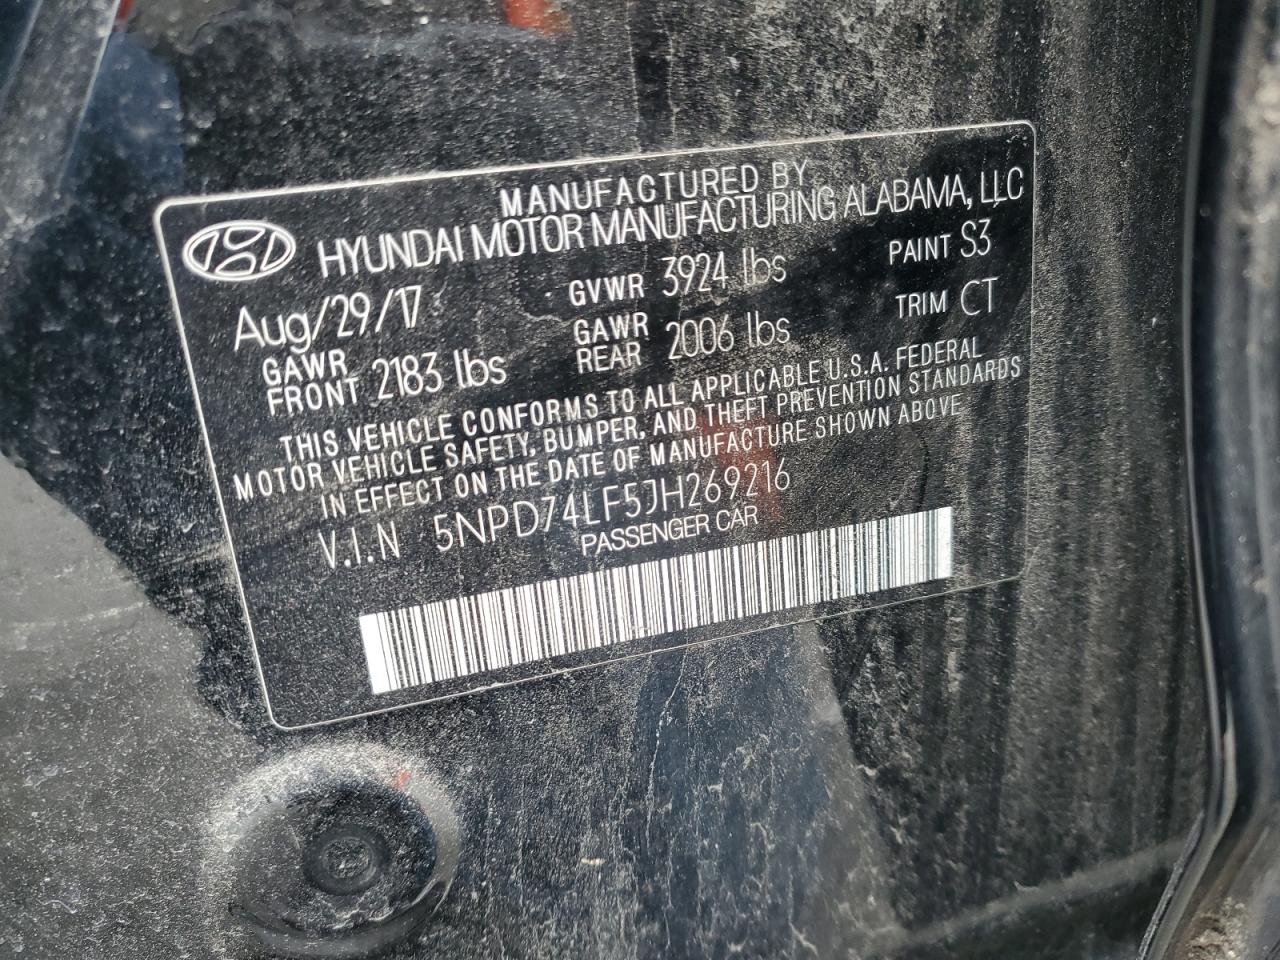 MANUFACTURED BY
HYUNDAI MOTOR MANUFACTURING ALABAMA, LLC
Aug/29/17 GVWR 3924 lbs PAINT S3
GAWR FRONT 2183 lbs GAWR REAR 2006 lbs TRIM CT
THIS VEHICLE CONFORMS TO ALL APPLICABLE U.S.A. FEDERAL
MOTOR VEHICLE SAFETY, BUMPER, AND THEFT PREVENTION STANDARDS
IN EFFECT ON THE DATE OF MANUFACTURE SHOWN ABOVE
V.I.N 5NPD74LF5JH269216
PASSENGER CAR